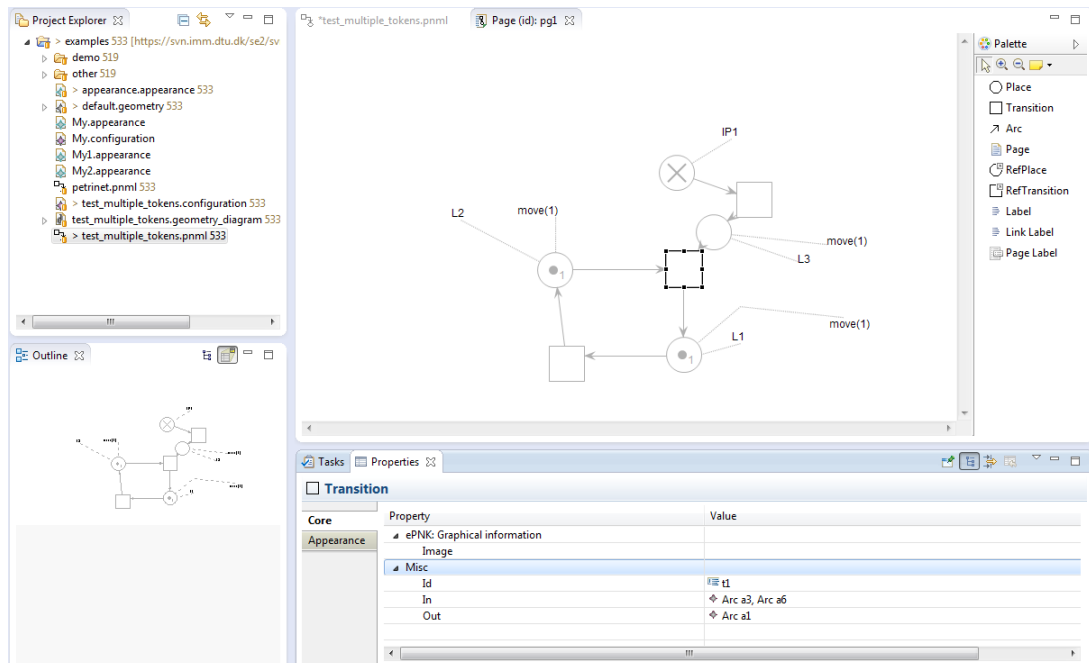 Project Explorer
> examples 533 [https://svn.imm.dtu.dk/se2/sv
demo 519
other 519
> appearance.appearance 533
> default.geometry 533
My.appearance
My.configuration
My1.appearance
My2.appearance
petrinet.pnml 533
> test_multiple_tokens.configuration 533
test_multiple_tokens.geometry_diagram 533
> test_multiple_tokens.pnml 533
*test_multiple_tokens.pnml
Page (id): pg1
IP1
L2
move(1)
move(1)
L3
1
move(1)
L1
1
Palette
Place
Transition
Arc
Page
RefPlace
RefTransition
Label
Link Label
Page Label
Outline
Tasks
Properties
Transition
Core
Appearance
Property Value
ePNK: Graphical information
Image
Misc
Id t1
In Arc a3, Arc a6
Out Arc a1